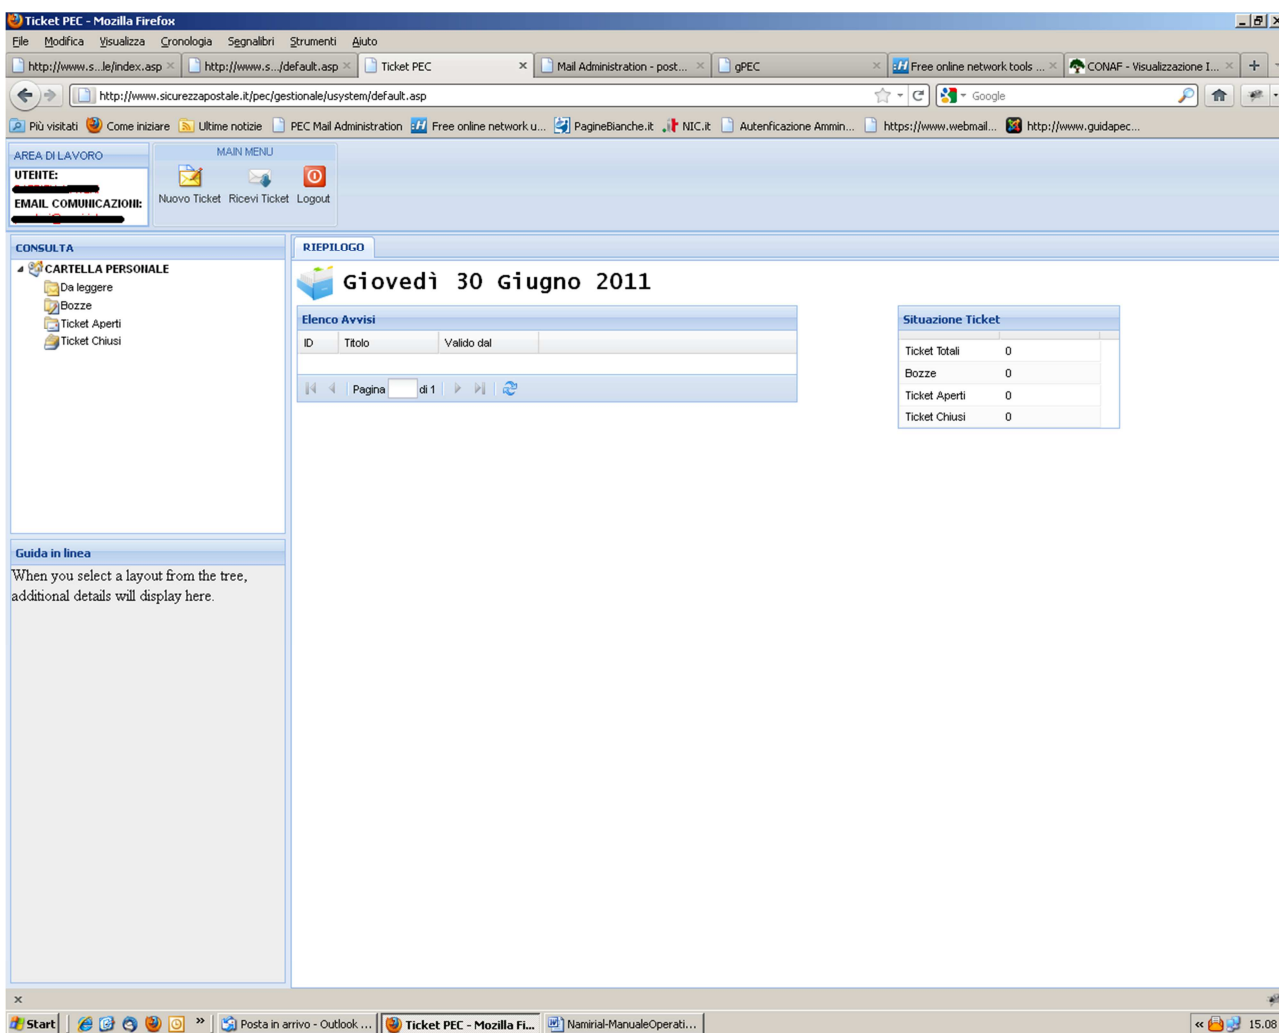 Ticket PEC - Mozilla Firefox
File Modifica Visualizza Cronologia Segnalibri Strumenti Aiuto
http://www.s...le/index.asp http://www.s.../default.asp Ticket PEC Mail Administration - post... gPEC Free online network tools ... CONAF - Visualizzazione I...
http://www.sicurezzapostale.it/pec/gestionale/usystem/default.asp Google
Più visitati Come iniziare Ultime notizie PEC Mail Administration Free online network u... PagineBianche.it NIC.it Autenficazione Ammin... https://www.webmail... http://www.guidapec...
AREA DI LAVORO MAIN MENU
UTENTE:
EMAIL COMUNICAZIONI:
Nuovo Ticket Ricevi Ticket Logout
CONSULTA RIEPILOGO
CARTELLA PERSONALE
Da leggere
Bozze
Ticket Aperti
Ticket Chiusi
Giovedì 30 Giugno 2011
Elenco Avvisi
ID Titolo Valido dal
Pagina di 1
Situazione Ticket
Ticket Totali 0
Bozze 0
Ticket Aperti 0
Ticket Chiusi 0
Guida in linea
When you select a layout from the tree,
additional details will display here.
Start Posta in arrivo - Outlook ... Ticket PEC - Mozilla Fi... Namirial-ManualeOperati... 15.08